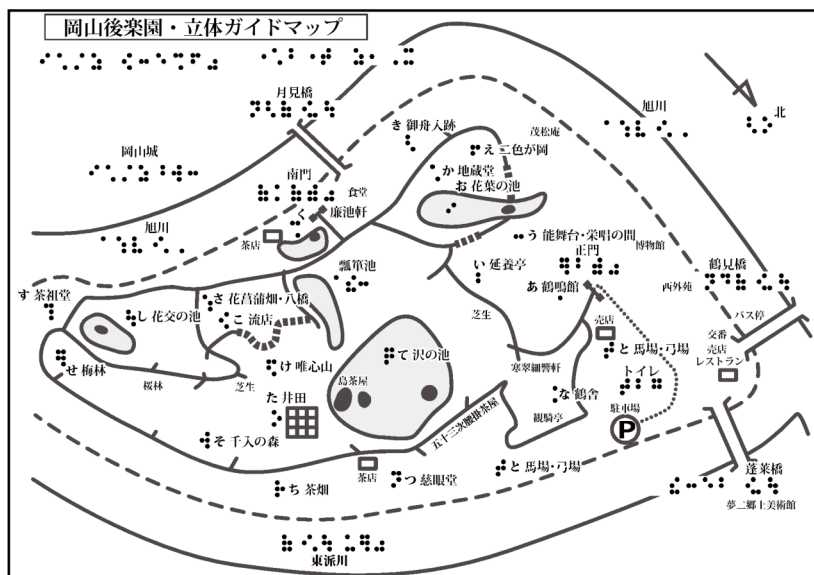 岡山後楽園・立体ガイドマップ
月見橋
き 御舟入跡
茂松庵
旭川
北
え 二色が岡
岡山城
か 地蔵堂
南門
食堂
お 花葉の池
く
廉池軒
旭川
茶店
う 能舞台・栄唱の間
正門
博物館
鶴見橋
い 延養亭
瓢箪池
あ 鶴鳴館
西外苑
す 茶祖堂
さ 花菖蒲畑・八橋
バス停
し 花交の池
こ 流店
芝生
売店
交番
売店
レストラン
と 馬場・弓場
て 沢の池
せ 梅林
け 唯心山
寒翠細響軒
島茶屋
トイレ
桜林
芝生
た 井田
な 鶴舎
駐車場
P
観騎亭
五十三次腰掛茶屋
そ 千入の森
茶店
と 馬場・弓場
蓬莱橋
ち 茶畑
つ 慈眼堂
夢二郷土美術館
東派川